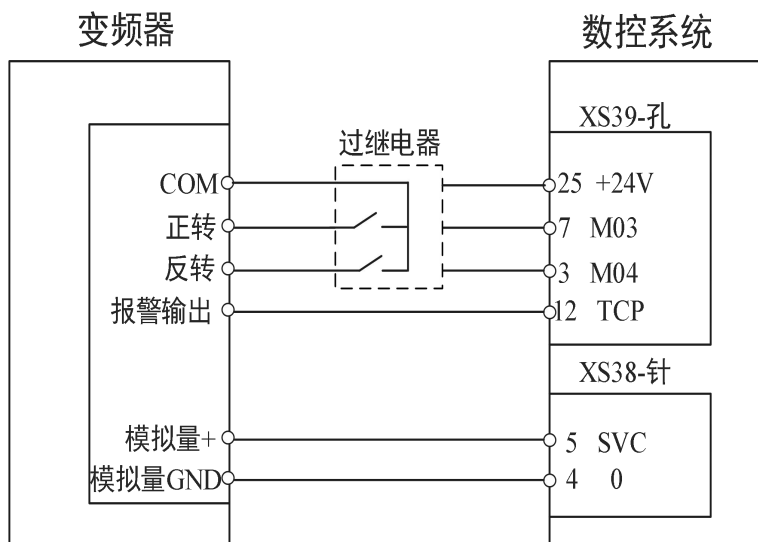 变频器
数控系统
XS39-孔
过继电器
COM
25 +24V
正转
7 M03
反转
3 M04
报警输出
12 TCP
XS38-针
模拟量+
5 SVC
模拟量GND
4 0